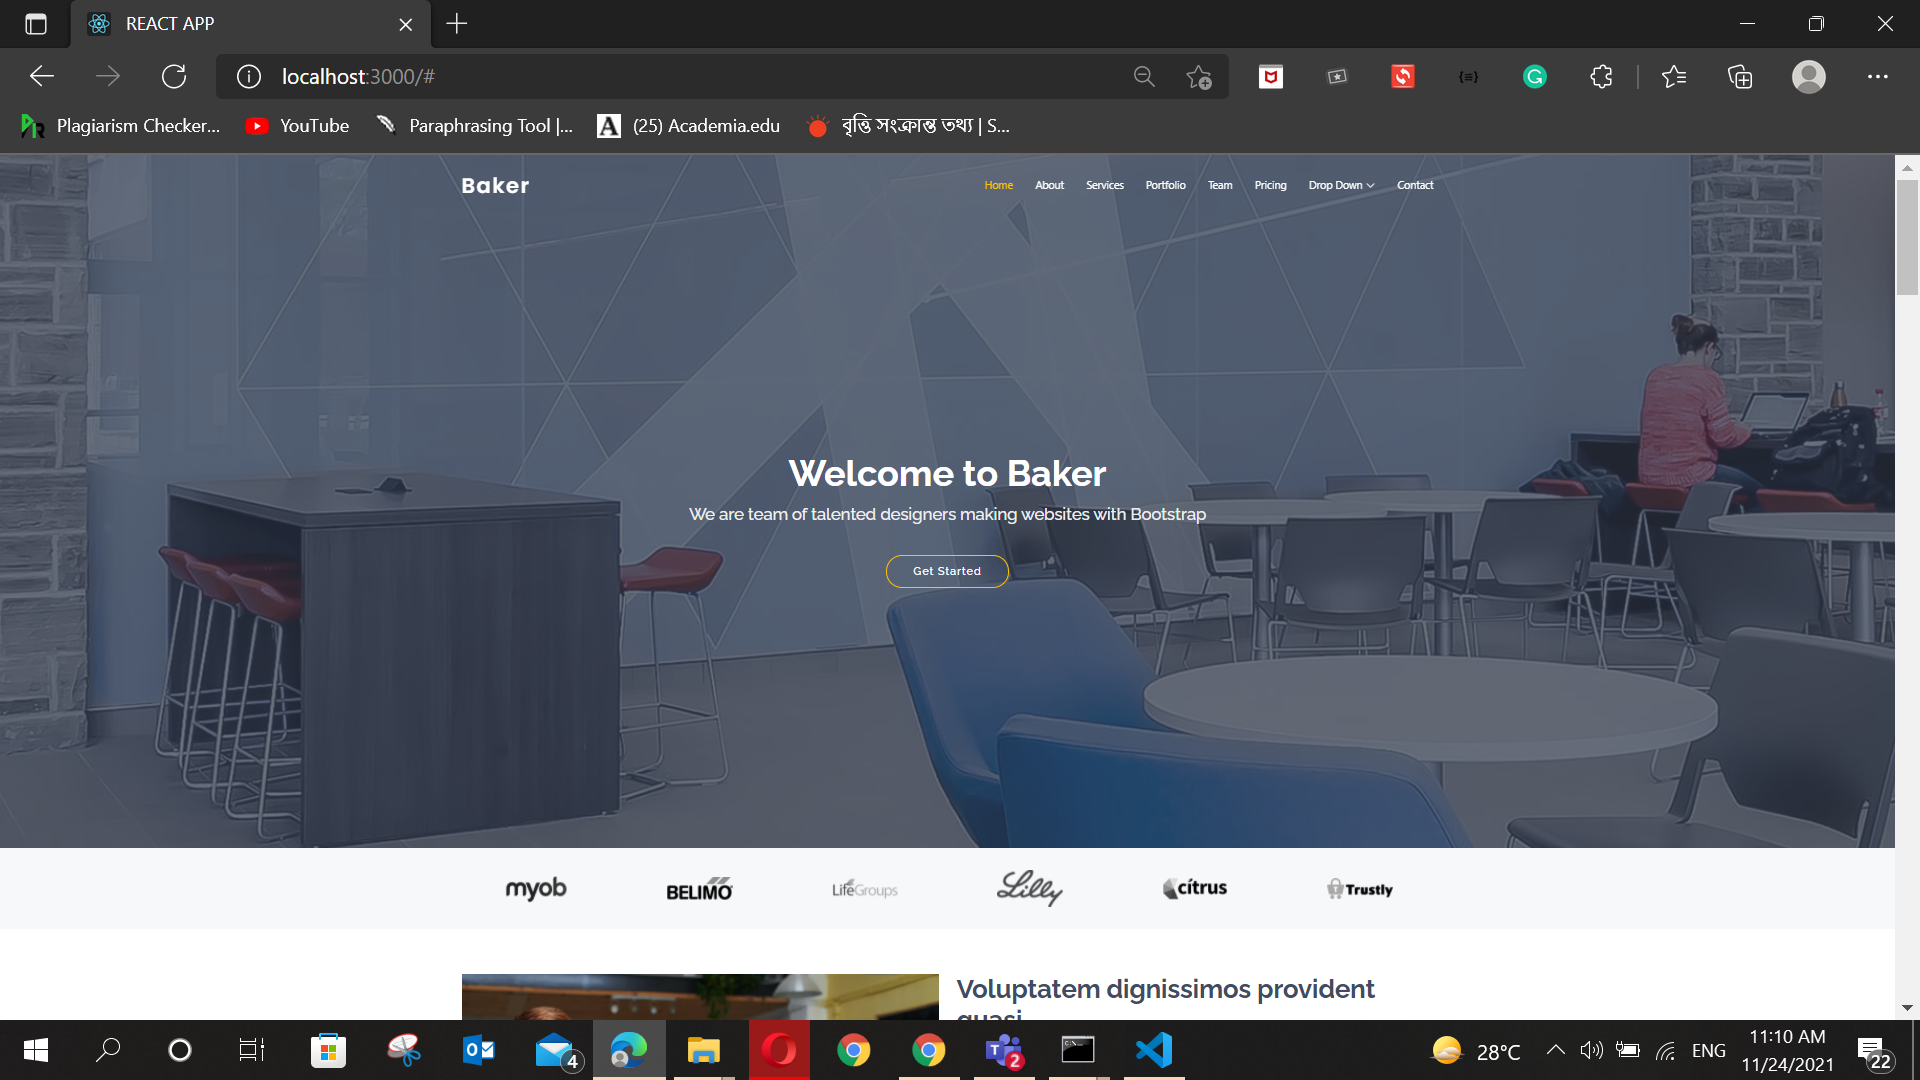 REACT APP
localhost:3000/#
Plagiarism Checker...
YouTube
Paraphrasing Tool |...
A
(25) Academia.edu
বৃত্তি সংক্রান্ত তথ্য | S...
Baker
Home
About
Services
Portfolio
Team
Pricing
Drop Down
Contact
Welcome to Baker
We are team of talented designers making websites with Bootstrap
Get Started
myob
BELIMO
LifeGroups
Lilly
citrus
Trustly
Voluptatem dignissimos provident
quasi
4
2
28°C
ENG
11:10 AM
11/24/2021
22